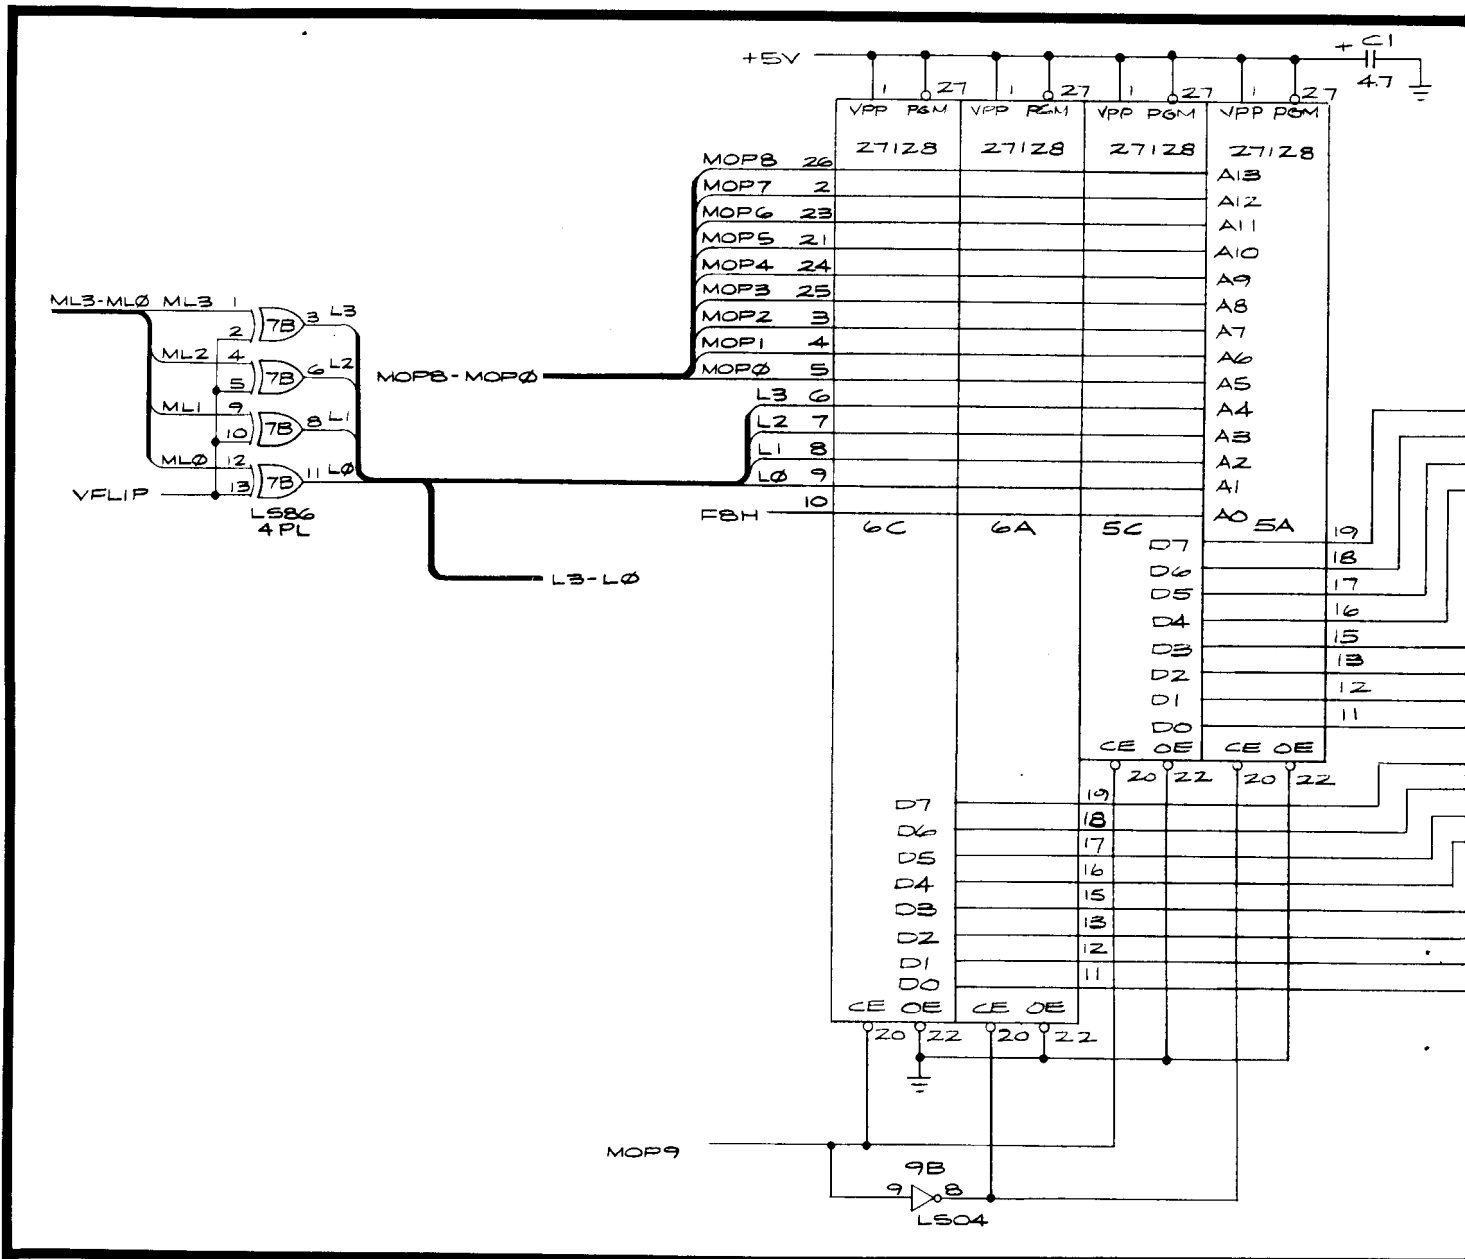 +5V
+ C1
4.7
1 27 1 27 1 27 1 27
VPP PGM VPP PGM VPP PGM VPP PGM
27128 27128 27128 27128
MOP8 26 A13
MOP7 2 A12
MOP6 23 A11
MOP5 21 A10
MOP4 24 A9
MOP3 25 A8
MOP2 3 A7
MOP1 4 A6
MOPØ 5 A5
L3 6 A4
L2 7 A3
L1 8 A2
LØ 9 A1
F8H 10 A0
6C 6A 5C 5A
ML3-MLØ ML3 1
2 7B 3 L3
ML2 4
5 7B 6 L2
ML1 9
10 7B 8 L1
MLØ 12
13 7B 11 LØ
VFLIP
LS86
4 PL
MOP8-MOPØ
L3-LØ
D7 19
D6 18
D5 17
D4 16
D3 15
D2 13
D1 12
D0 11
CE OE CE OE
20 22 20 22
D7 19
D6 18
D5 17
D4 16
D3 15
D2 13
D1 12
D0 11
CE OE CE OE
20 22 20 22
MOP9
9B
9 8
LS04